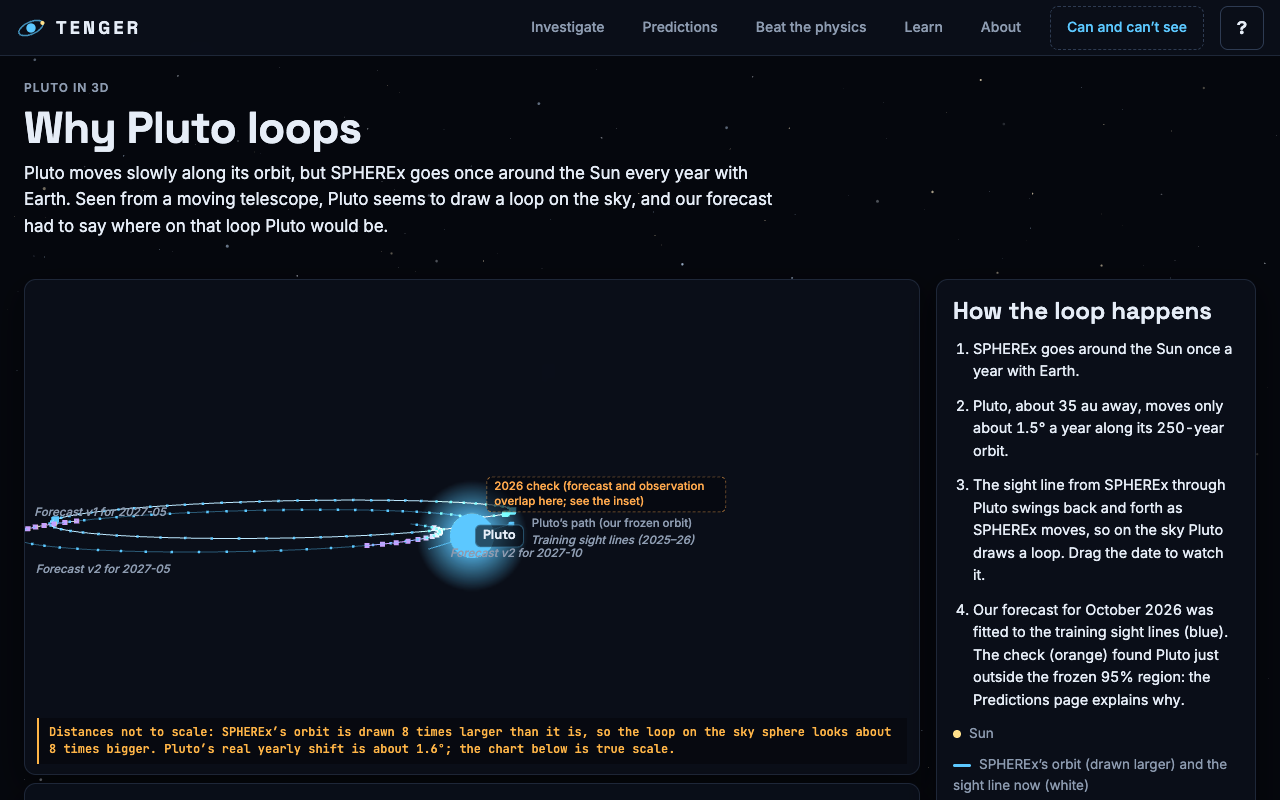 TENGER
Investigate
Predictions
Beat the physics
Learn
About
Can and can't see
?
PLUTO IN 3D
Why Pluto loops
Pluto moves slowly along its orbit, but SPHEREx goes once around the Sun every year with
Earth. Seen from a moving telescope, Pluto seems to draw a loop on the sky, and our forecast
had to say where on that loop Pluto would be.
2026 check (forecast and observation
overlap here; see the inset)
Forecast v1 for 2027-05
Pluto's path (our frozen orbit)
Pluto
Training sight lines (2025–26)
Forecast v2 for 2027-10
Forecast v2 for 2027-05
Distances not to scale: SPHEREx's orbit is drawn 8 times larger than it is, so the loop on the sky sphere looks about
8 times bigger. Pluto's real yearly shift is about 1.6°; the chart below is true scale.
How the loop happens
1. SPHEREx goes around the Sun once a
year with Earth.
2. Pluto, about 35 au away, moves only
about 1.5° a year along its 250-year
orbit.
3. The sight line from SPHEREx through
Pluto swings back and forth as
SPHEREx moves, so on the sky Pluto
draws a loop. Drag the date to watch
it.
4. Our forecast for October 2026 was
fitted to the training sight lines (blue).
The check (orange) found Pluto just
outside the frozen 95% region: the
Predictions page explains why.
Sun
SPHEREx's orbit (drawn larger) and the
sight line now (white)